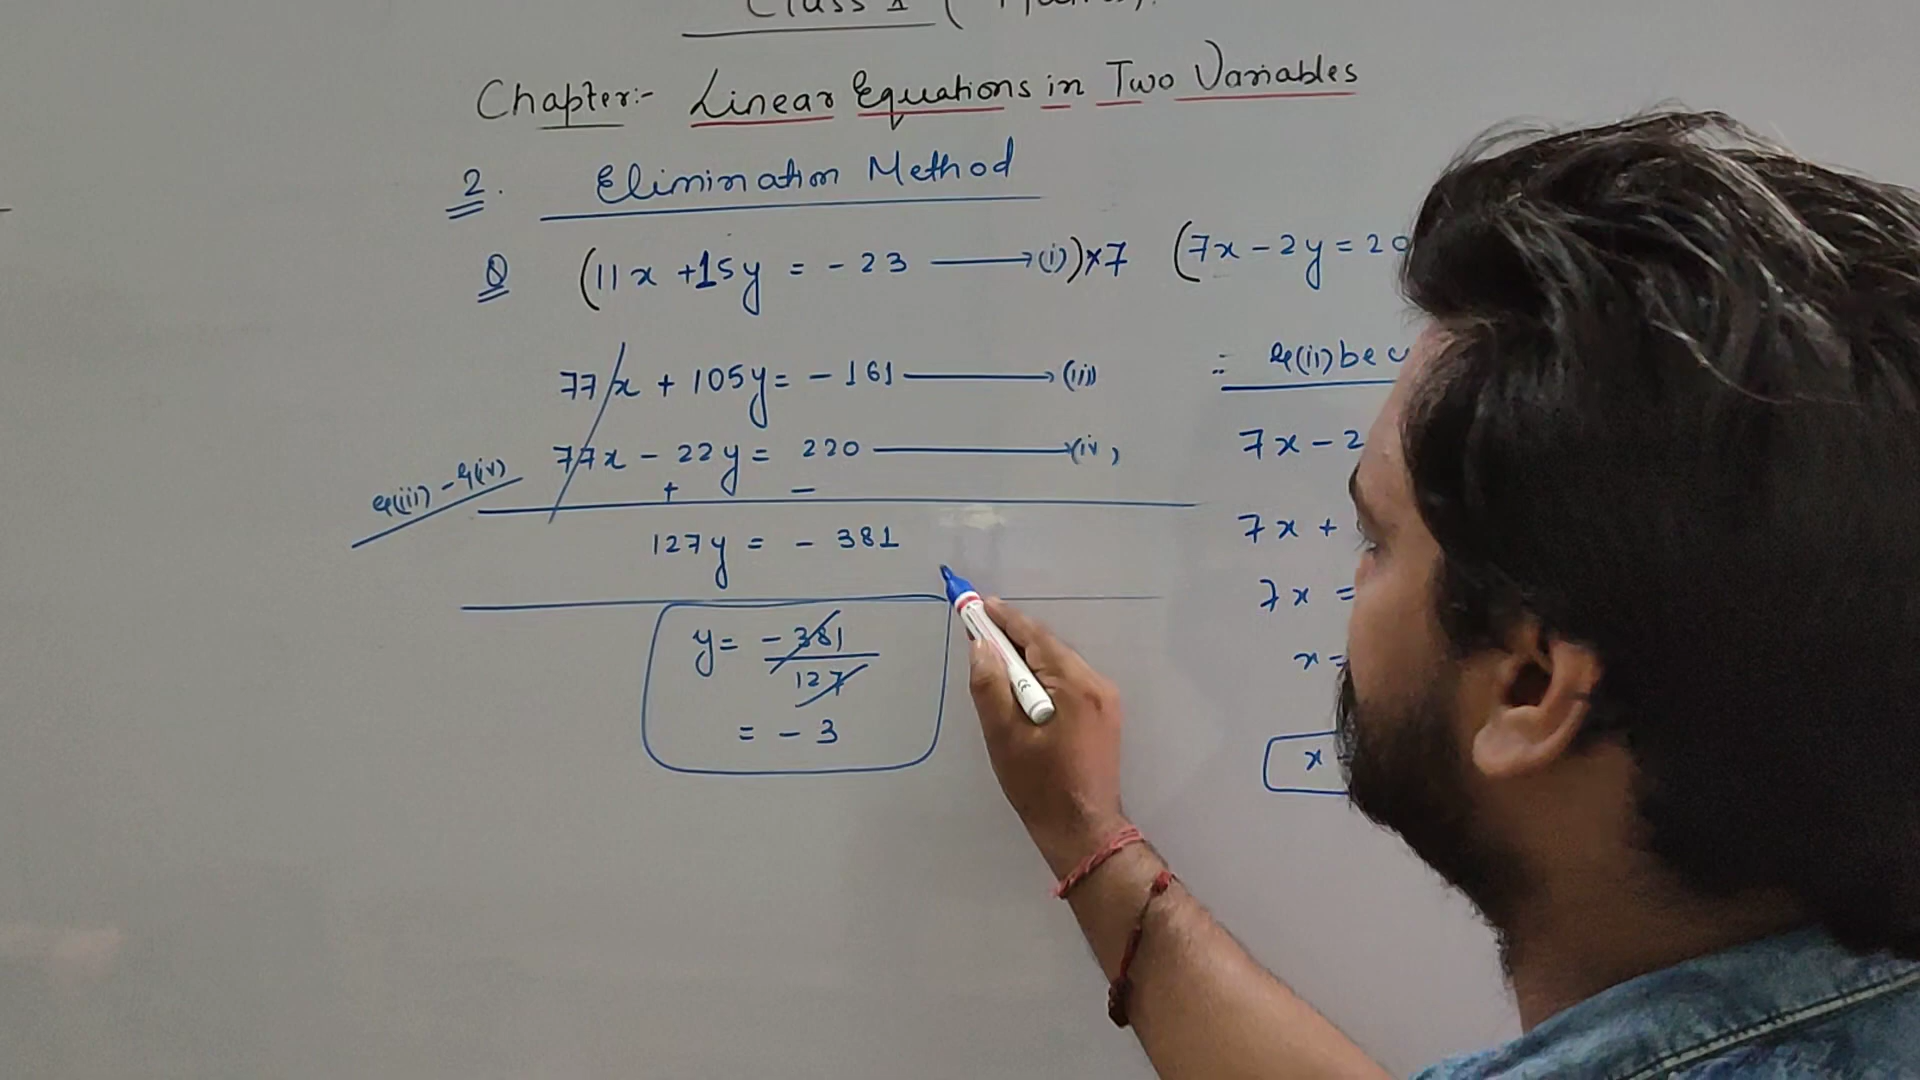 Class X ( Maths).
Chapter:- Linear Equations in Two Variables
2. Elimination Method
Q (11x +15y = -23 ⟶(i))×7 (7x - 2y = 20
77x + 105y = -161 ⟶ (iii)
77x - 22y = 220 ⟶ (iv)
+ -
eq(iii) - eq(iv)
127y = - 381
y = -381/127
= - 3
:- eq(ii) be
7x - 2
7x +
7x =
x =
x